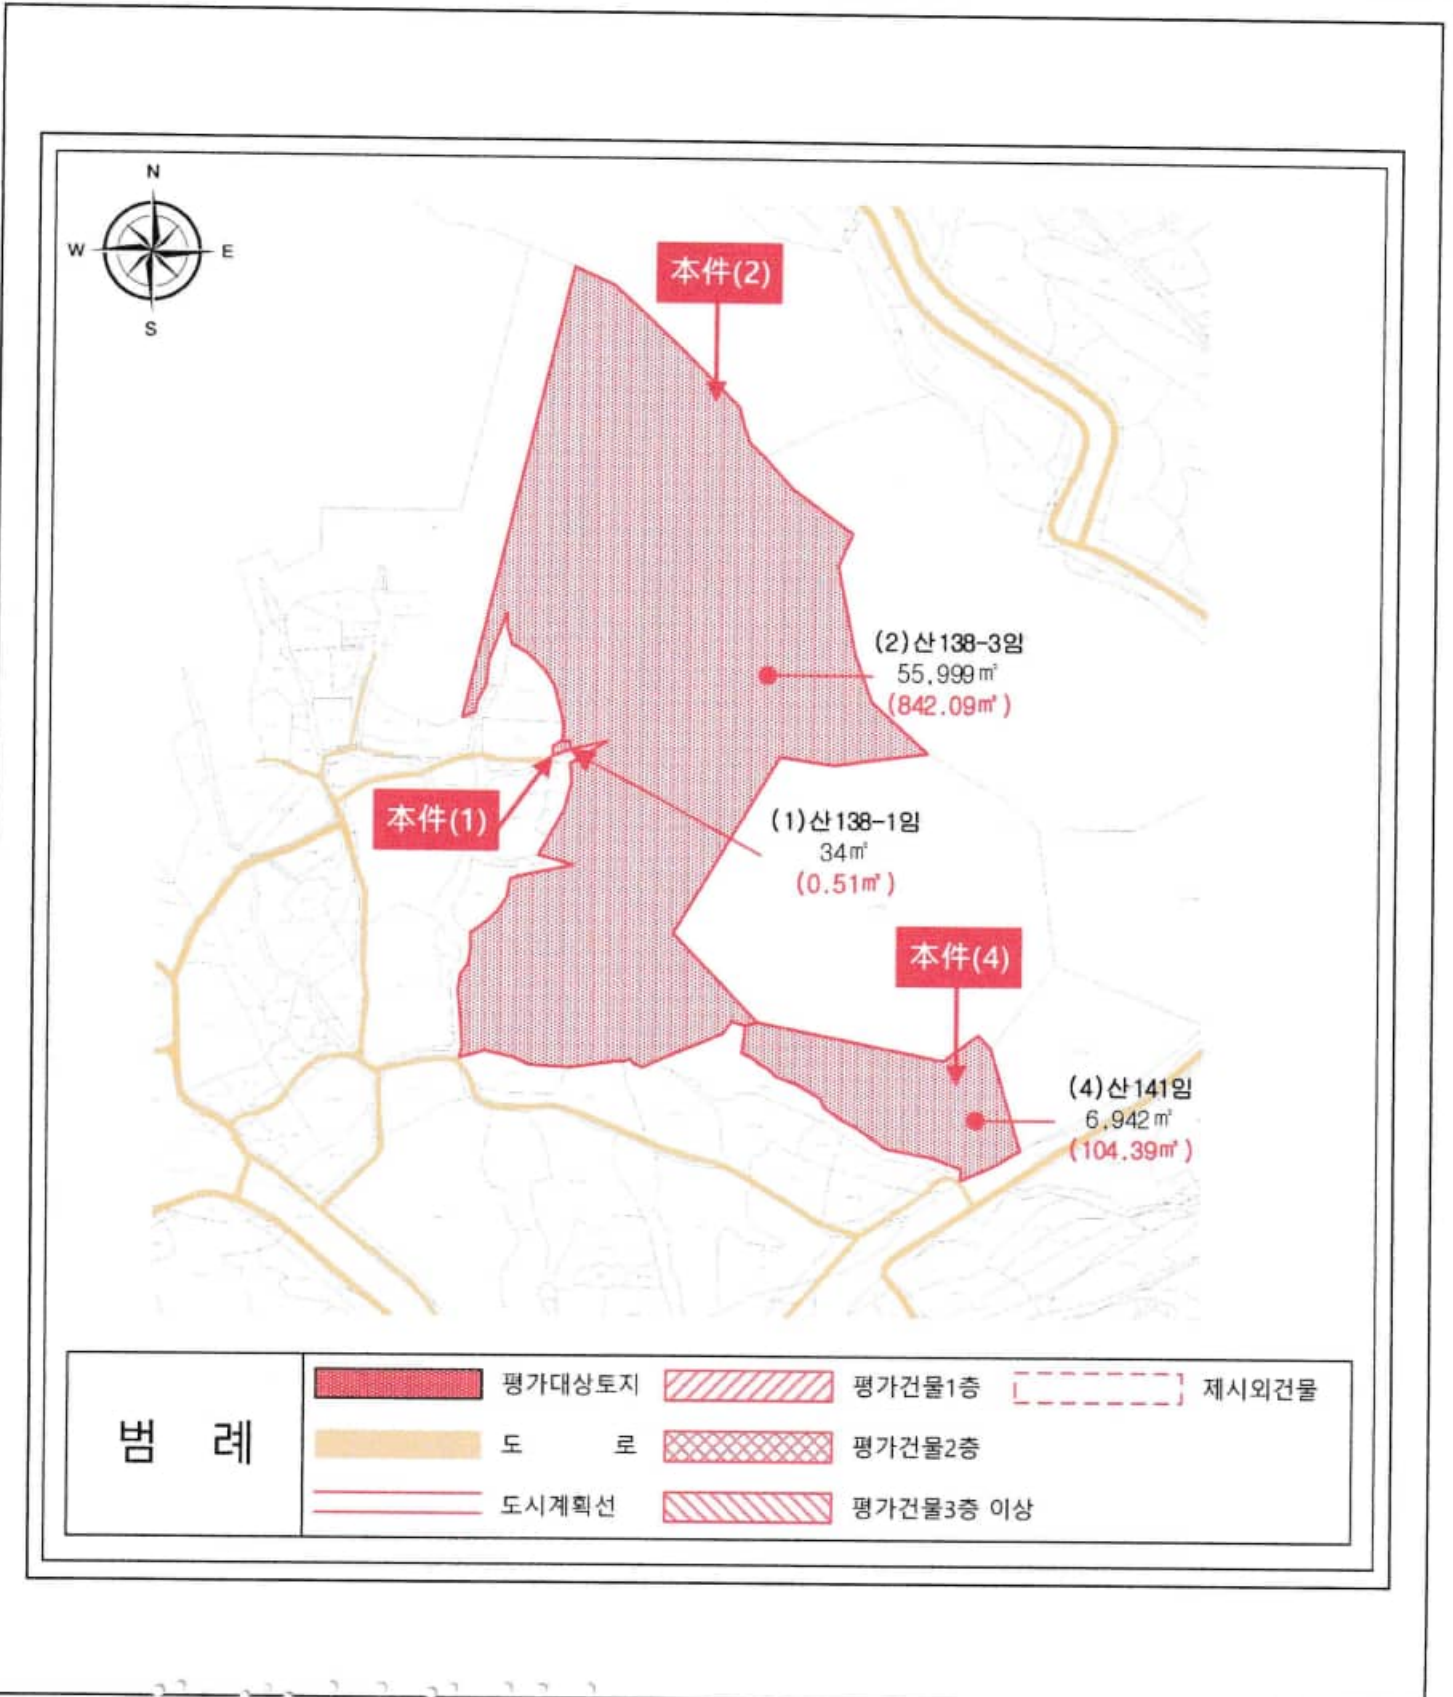 N
W E
S
本件(2)
(2)산138-3임
55,999㎡
(842.09㎡)
本件(1)
(1)산138-1임
34㎡
(0.51㎡)
本件(4)
(4)산141임
6,942㎡
(104.39㎡)
범 례
평가대상토지
평가건물1층
제시외건물
도 로
평가건물2층
도시계획선
평가건물3층 이상